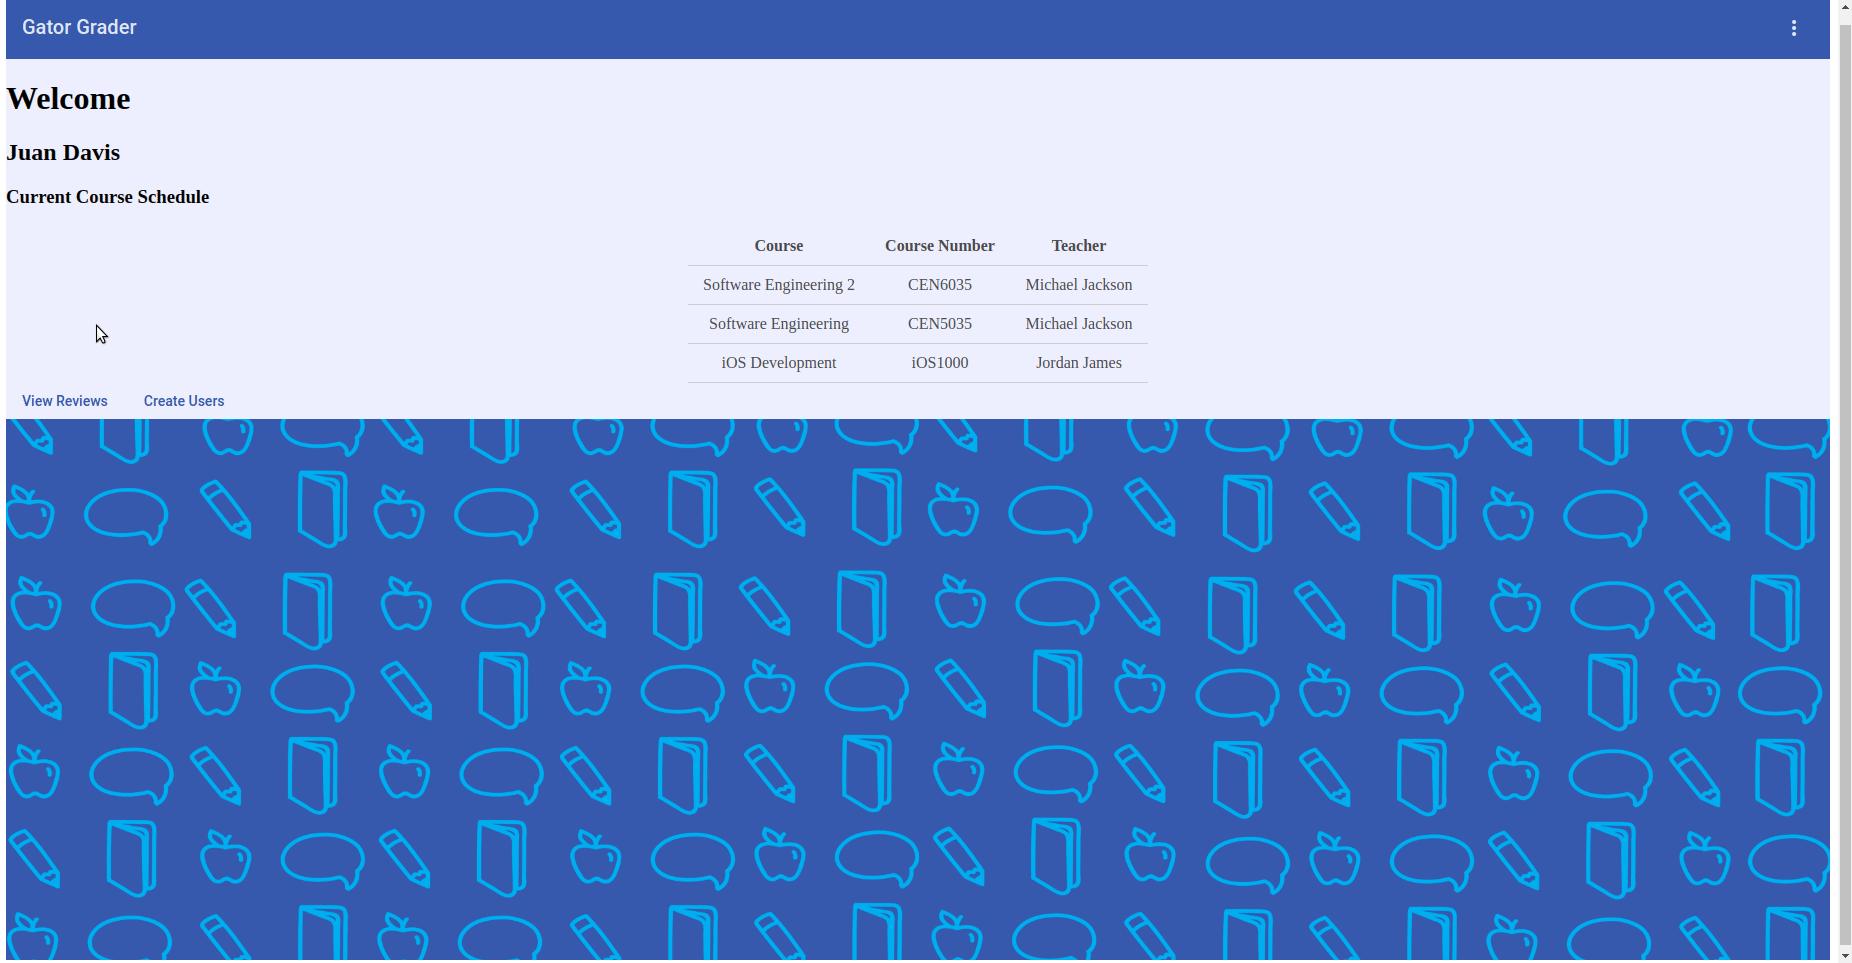 Gator Grader
Welcome
Juan Davis
Current Course Schedule
Course Course Number Teacher
Software Engineering 2 CEN6035 Michael Jackson
Software Engineering CEN5035 Michael Jackson
iOS Development iOS1000 Jordan James
View Reviews Create Users